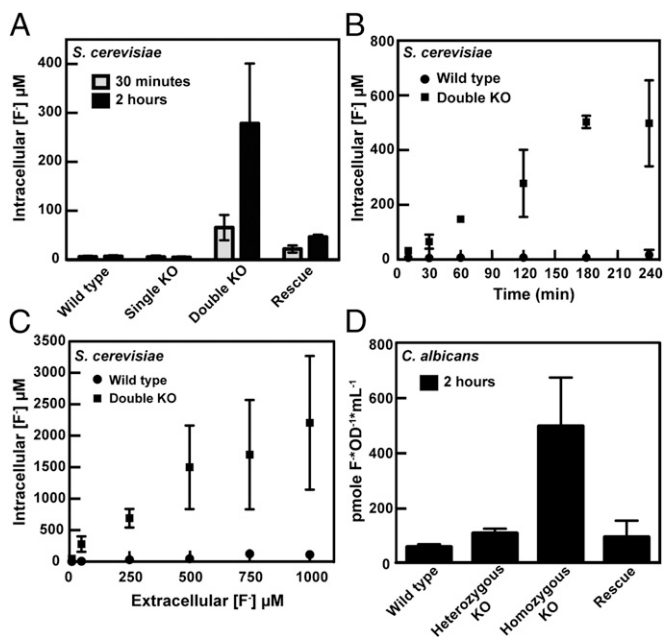 A
S. cerevisiae
Intracellular [F-] µM
400
300
200
100
0
30 minutes
2 hours
Wild type
Single KO
Double KO
Rescue
B
S. cerevisiae
Intracellular [F-] µM
800
600
400
200
0
Wild type
Double KO
0 30 60 90 120 150 180 210 240
Time (min)
C
S. cerevisiae
Intracellular [F-] µM
3500
3000
2500
2000
1500
1000
500
0
Wild type
Double KO
0 250 500 750 1000
Extracellular [F-] µM
D
C. albicans
pmole F-*OD-1*mL-1
800
600
400
200
0
2 hours
Wild type
Heterozygous
KO
Homozygous
KO
Rescue